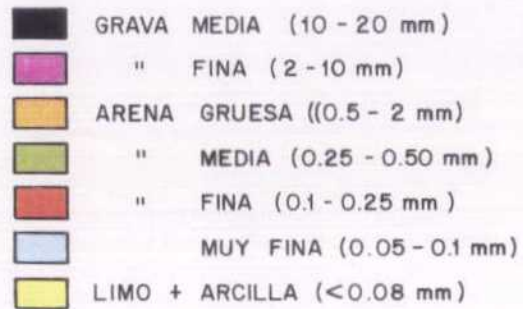 GRAVA MEDIA (10 - 20 mm)
" FINA (2 - 10 mm)
ARENA GRUESA ((0.5 - 2 mm)
" MEDIA (0.25 - 0.50 mm)
" FINA (0.1 - 0.25 mm)
MUY FINA (0.05 - 0.1 mm)
LIMO + ARCILLA (<0.08 mm)